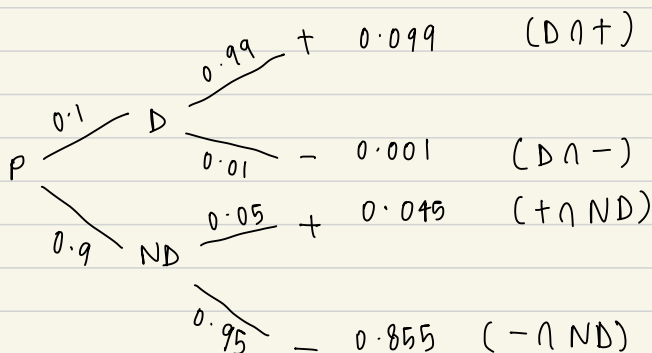 0.99 + 0.099 (D∩+)
0.1 D
0.01 - 0.001 (D∩-)
P
0.05 + 0.045 (+∩ ND)
0.9 ND
0.95 - 0.855 (-∩ ND)